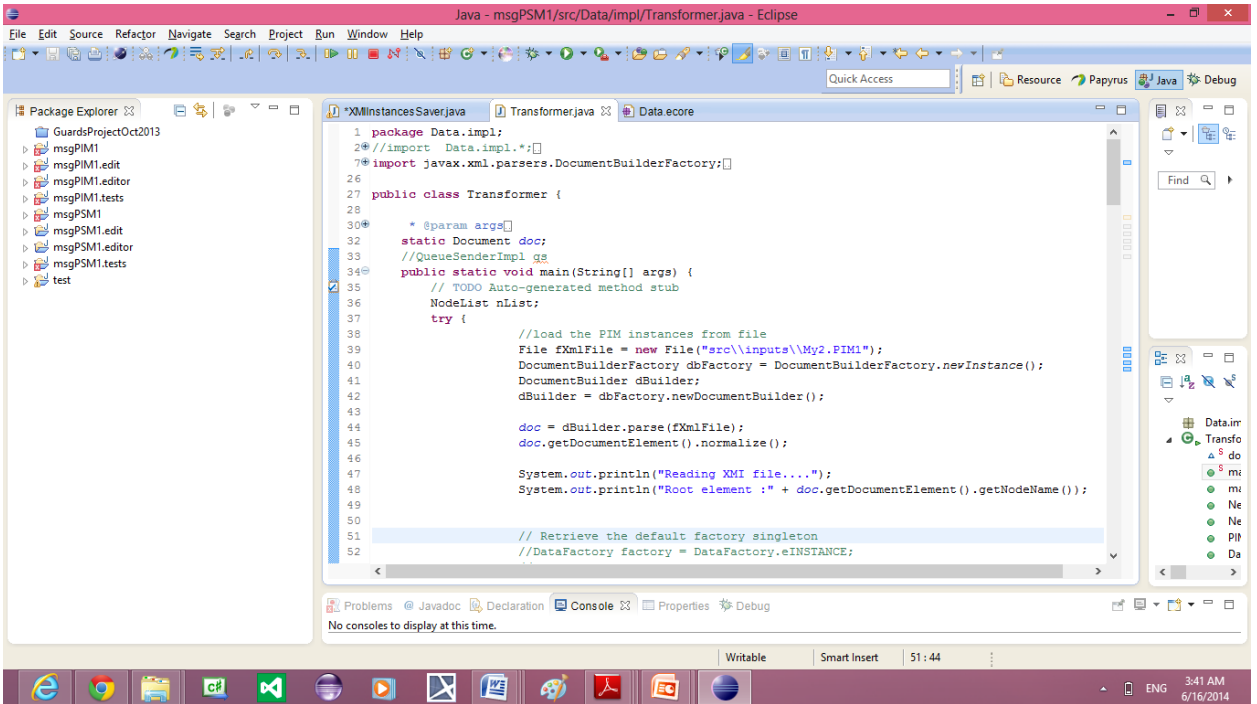 Java - msgPSM1/src/Data/impl/Transformer.java - Eclipse
File Edit Source Refactor Navigate Search Project Run Window Help
Quick Access
Resource Papyrus Java Debug
Package Explorer
GuardsProjectOct2013
msgPIM1
msgPIM1.edit
msgPIM1.editor
msgPIM1.tests
msgPSM1
msgPSM1.edit
msgPSM1.editor
msgPSM1.tests
test
*XMIInstancesSaver.java Transformer.java Data.ecore
1 package Data.impl;
2 //import Data.impl.*;
7 import javax.xml.parsers.DocumentBuilderFactory;
26
27 public class Transformer {
28
30 * @param args
32 static Document doc;
33 //QueueSenderImpl qs
34 public static void main(String[] args) {
35 // TODO Auto-generated method stub
36 NodeList nList;
37 try {
38 //load the PIM instances from file
39 File fXmlFile = new File("src\\inputs\\My2.PIM1");
40 DocumentBuilderFactory dbFactory = DocumentBuilderFactory.newInstance();
41 DocumentBuilder dBuilder;
42 dBuilder = dbFactory.newDocumentBuilder();
43
44 doc = dBuilder.parse(fXmlFile);
45 doc.getDocumentElement().normalize();
46
47 System.out.println("Reading XMI file....");
48 System.out.println("Root element :" + doc.getDocumentElement().getNodeName());
49
50
51 // Retrieve the default factory singleton
52 //DataFactory factory = DataFactory.eINSTANCE;
Find
Data.im
Transfo
do
ma
ma
Ne
Ne
PIM
Da
Problems Javadoc Declaration Console Properties Debug
No consoles to display at this time.
Writable Smart Insert 51 : 44
ENG
3:41 AM
6/16/2014